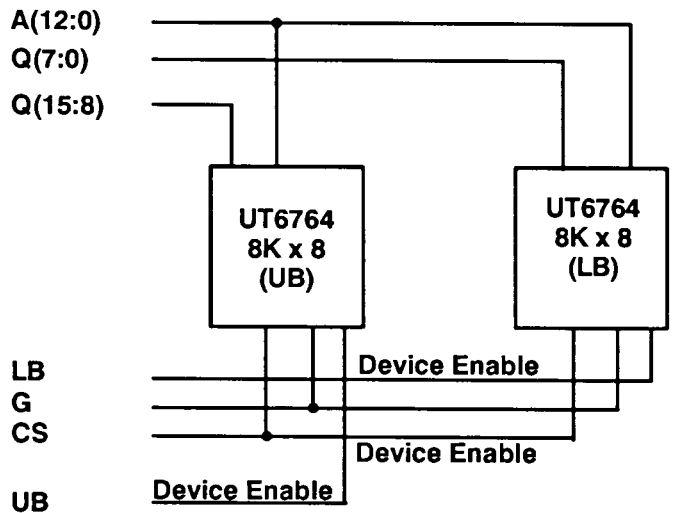 A(12:0)
Q(7:0)
Q(15:8)
UT6764
8K x 8
(UB)
UT6764
8K x 8
(LB)
LB
Device Enable
G
CS
Device Enable
UB
Device Enable